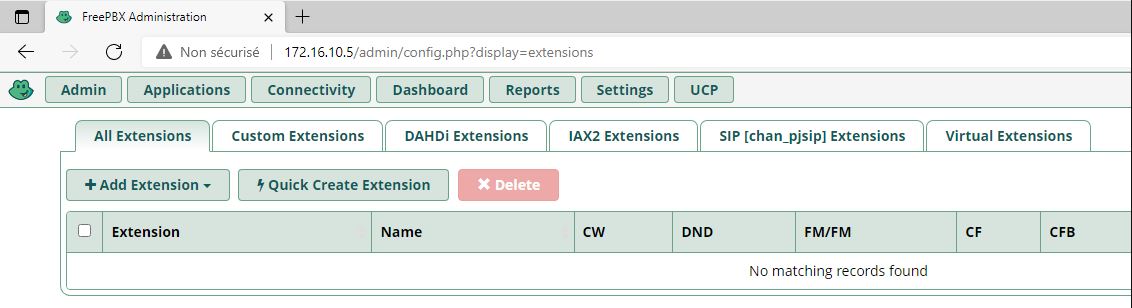 FreePBX Administration
Non sécurisé 172.16.10.5/admin/config.php?display=extensions
Admin Applications Connectivity Dashboard Reports Settings UCP
All Extensions Custom Extensions DAHDi Extensions IAX2 Extensions SIP [chan_pjsip] Extensions Virtual Extensions
Add Extension Quick Create Extension Delete
Extension Name CW DND FM/FM CF CFB
No matching records found